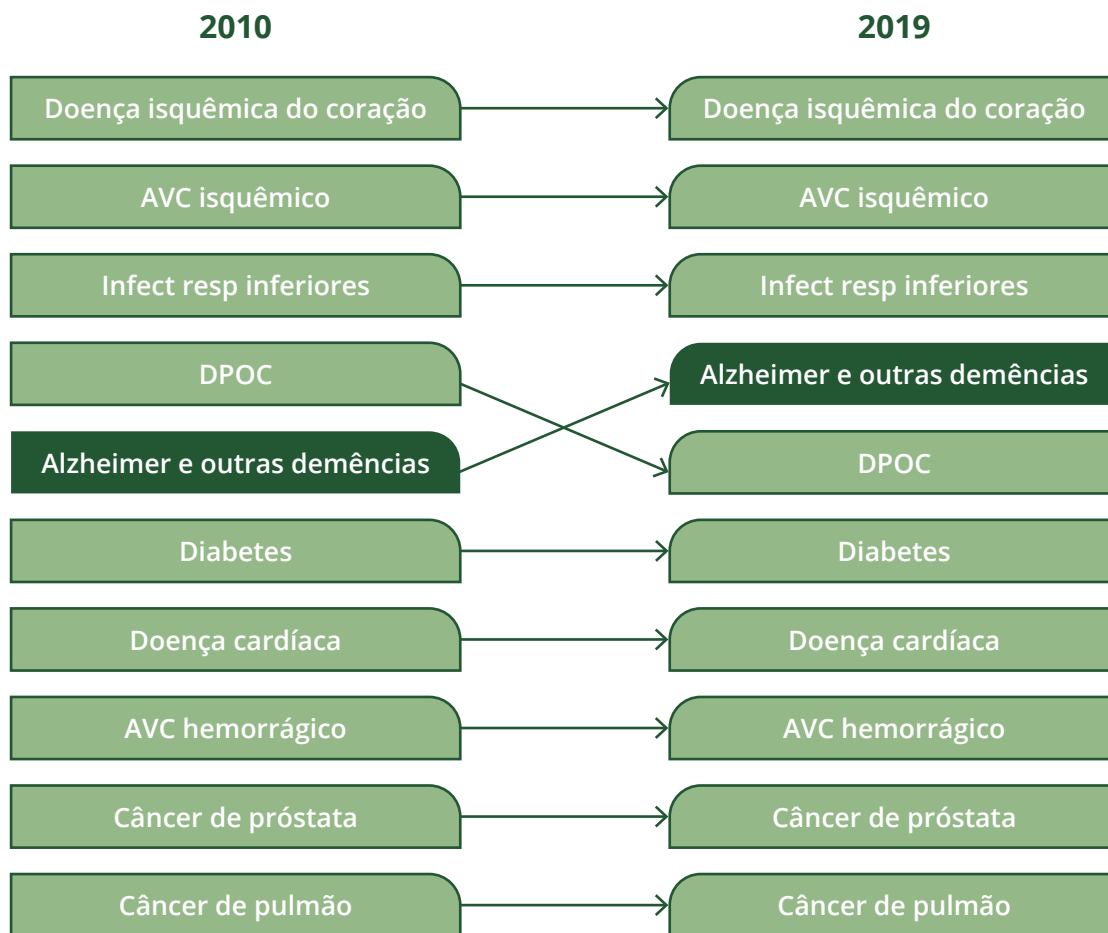 2010
2019
Doença isquêmica do coração
Doença isquêmica do coração
AVC isquêmico
AVC isquêmico
Infect resp inferiores
Infect resp inferiores
DPOC
Alzheimer e outras demências
Alzheimer e outras demências
DPOC
Diabetes
Diabetes
Doença cardíaca
Doença cardíaca
AVC hemorrágico
AVC hemorrágico
Câncer de próstata
Câncer de próstata
Câncer de pulmão
Câncer de pulmão